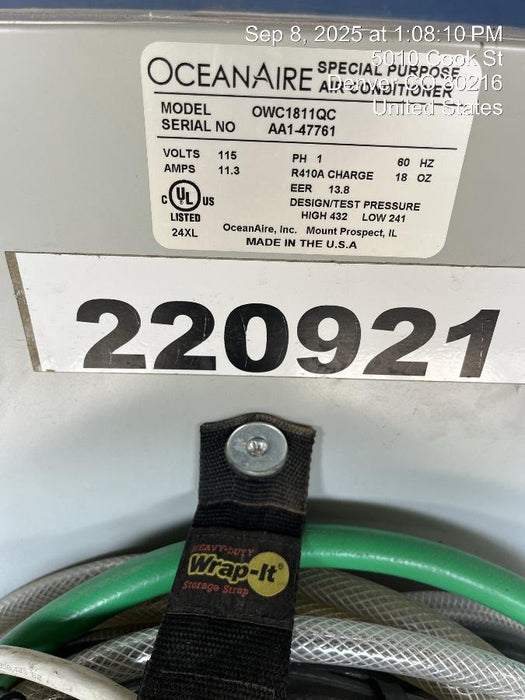 Sep 8, 2025 at 1:08:10 PM
5010 Cook St
Denver CO 80216
United States
OCEANAIRE SPECIAL PURPOSE AIR CONDITIONER
MODEL OWC1811QC
SERIAL NO AA1-47761
VOLTS 115 PH 1 60 HZ
AMPS 11.3 R410A CHARGE 18 OZ
EER 13.8
C UL US
LISTED
24XL
DESIGN/TEST PRESSURE
HIGH 432 LOW 241
OceanAire, Inc. Mount Prospect, IL
MADE IN THE U.S.A
220921
HEAVY-DUTY
Wrap-It®
Storage Strap